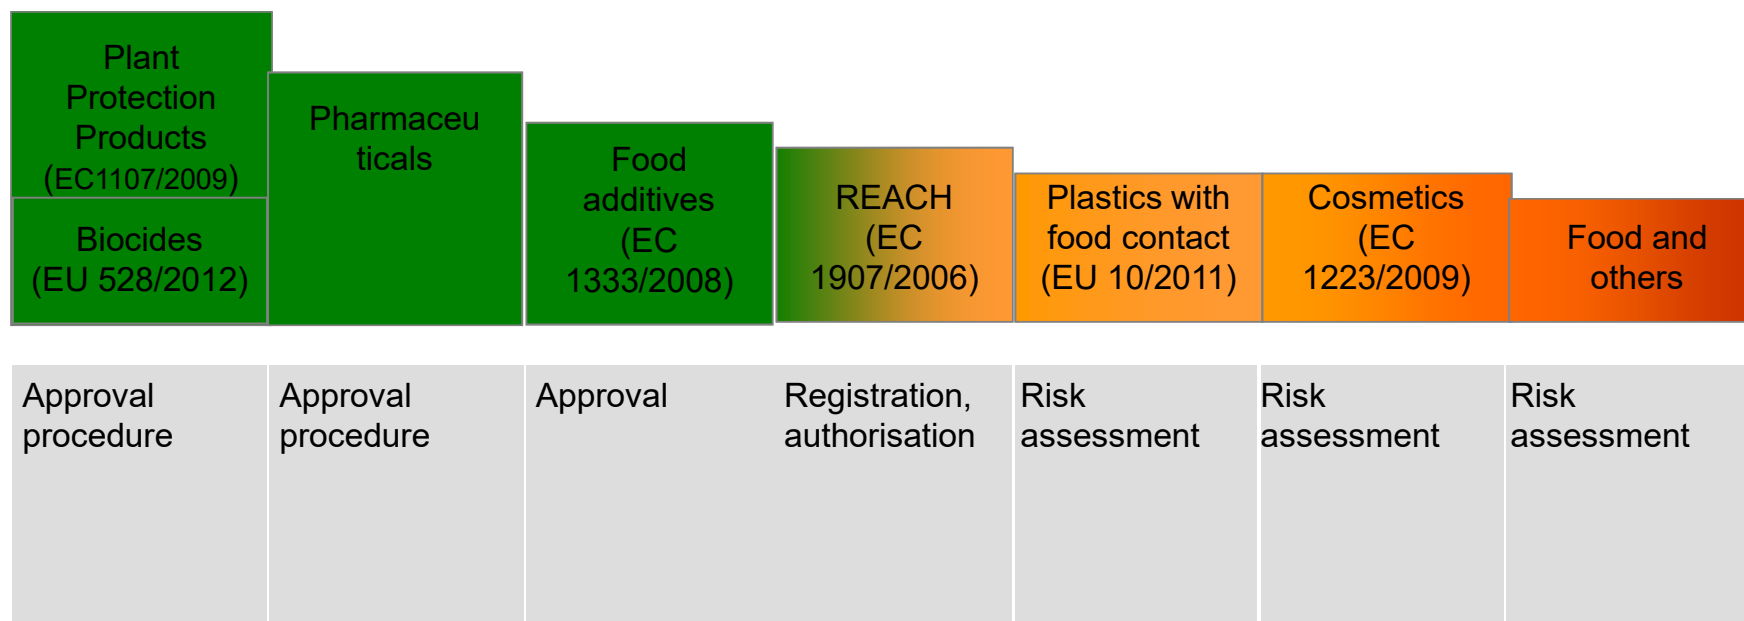 Plant
Protection
Products
(EC1107/2009)
Biocides
(EU 528/2012)
Pharmaceu
ticals
Food
additives
(EC
1333/2008)
REACH
(EC
1907/2006)
Plastics with
food contact
(EU 10/2011)
Cosmetics
(EC
1223/2009)
Food and
others
Approval
procedure
Approval
procedure
Approval
Registration,
authorisation
Risk
assessment
Risk
assessment
Risk
assessment